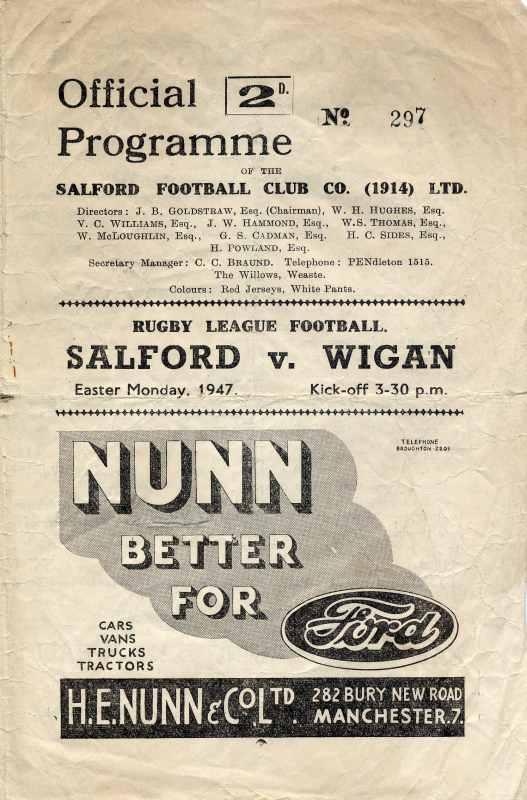 Official 2D. No 297
Programme
OF THE
SALFORD FOOTBALL CLUB CO. (1914) LTD.
Directors: J. B. GOLDSTRAW, Esq. (Chairman), W. H. HUGHES, Esq.
V. C. WILLIAMS, Esq., J. W. HAMMOND, Esq., W.S. THOMAS, Esq.,
W. McLOUGHLIN, Esq., G. S. CADMAN, Esq. H. C. SIDES, Esq.,
H. POWLAND, Esq.
Secretary Manager: C. C. BRAUND. Telephone: PENdleton 1515.
The Willows, Weaste.
Colours: Red Jerseys, White Pants.
RUGBY LEAGUE FOOTBALL.
SALFORD v. WIGAN
Easter Monday, 1947. Kick-off 3-30 p.m.
TELEPHONE
BROUGHTON
NUNN
BETTER
FOR
Ford
CARS
VANS
TRUCKS
TRACTORS
H.E. NUNN & Co. LTD. 282 BURY NEW ROAD
MANCHESTER. 7.